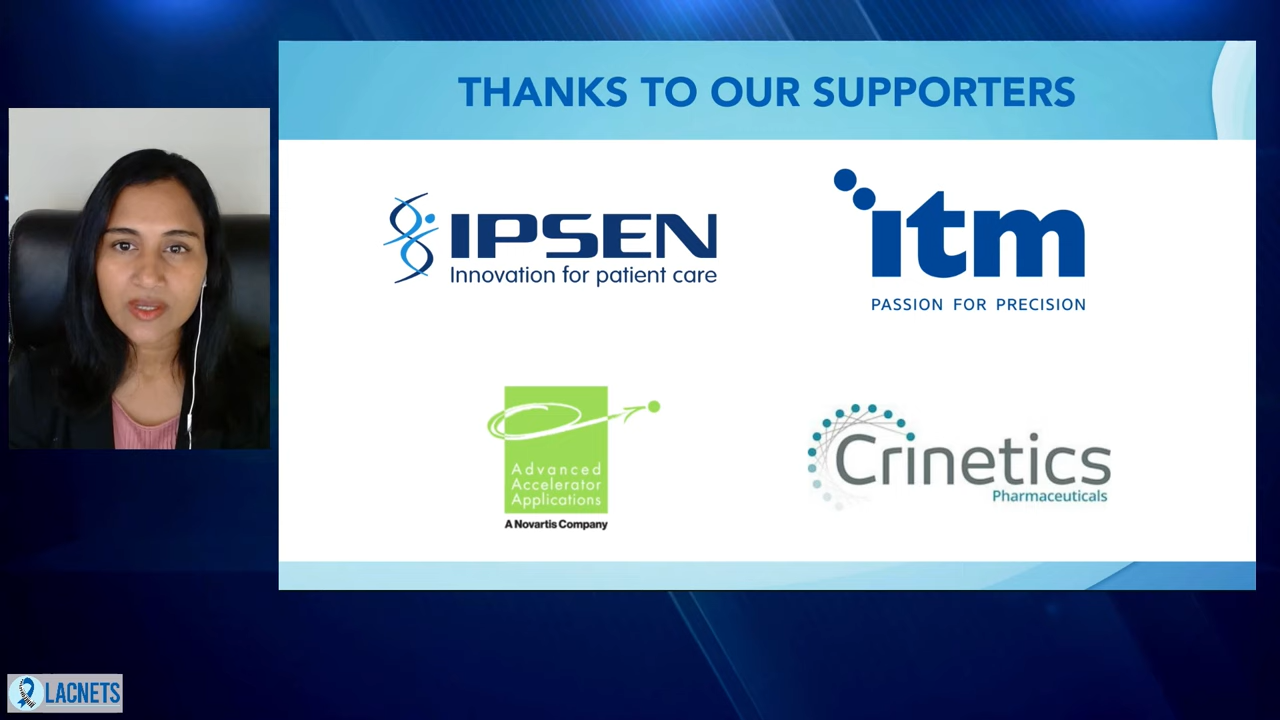 THANKS TO OUR SUPPORTERS
IPSEN
Innovation for patient care
itm
PASSION FOR PRECISION
Advanced
Accelerator
Applications
A Novartis Company
Crinetics
Pharmaceuticals
LACNETS